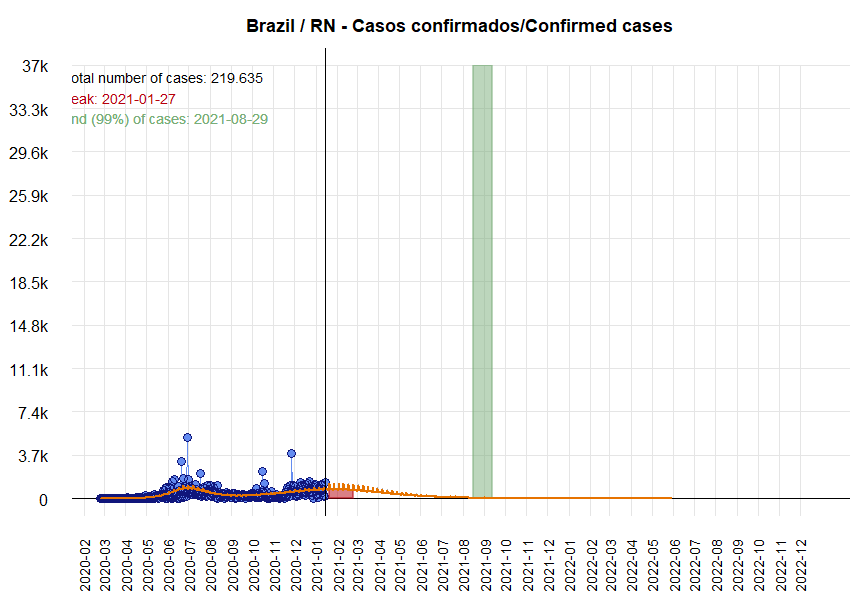 Brazil / RN - Casos confirmados/Confirmed cases
37k
33.3k
29.6k
25.9k
22.2k
18.5k
14.8k
11.1k
7.4k
3.7k
0
otal number of cases: 219.635
eak: 2021-01-27
nd (99%) of cases: 2021-08-29
2020-02
2020-03
2020-04
2020-05
2020-06
2020-07
2020-08
2020-09
2020-10
2020-11
2020-12
2021-01
2021-02
2021-03
2021-04
2021-05
2021-06
2021-07
2021-08
2021-09
2021-10
2021-11
2021-12
2022-01
2022-02
2022-03
2022-04
2022-05
2022-06
2022-07
2022-08
2022-09
2022-10
2022-11
2022-12